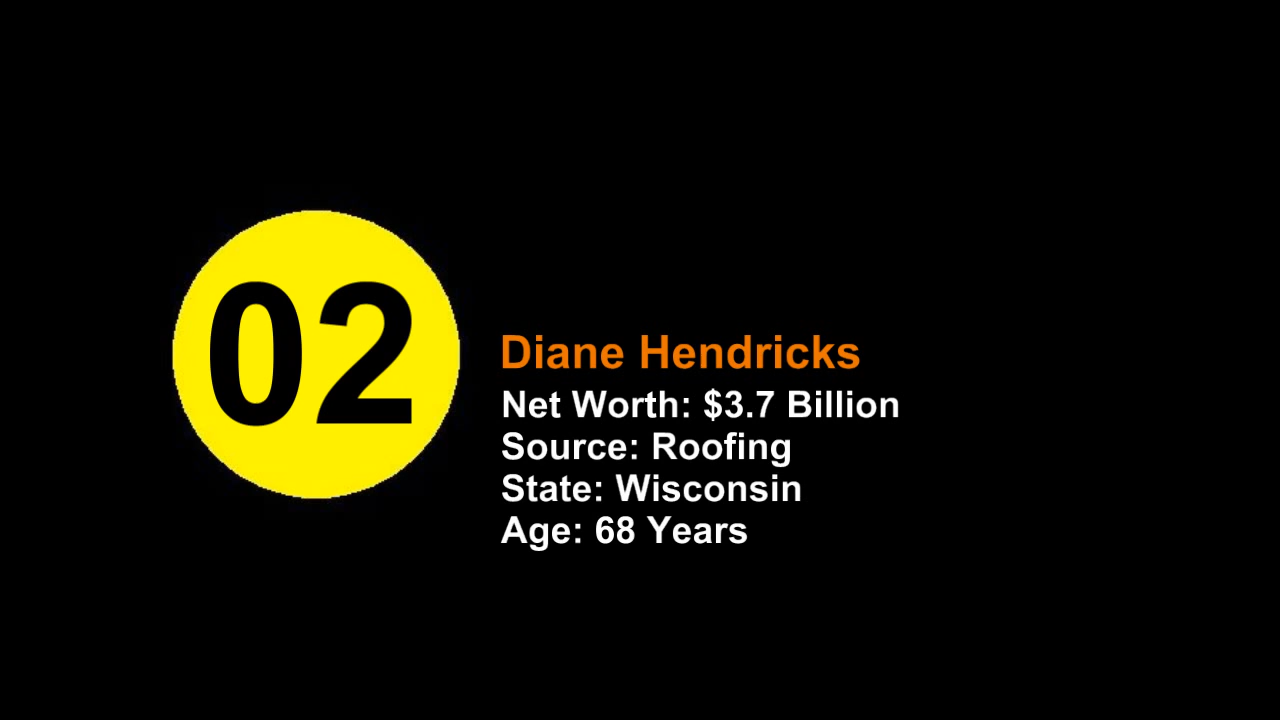 02
Diane Hendricks
Net Worth: $3.7 Billion
Source: Roofing
State: Wisconsin
Age: 68 Years